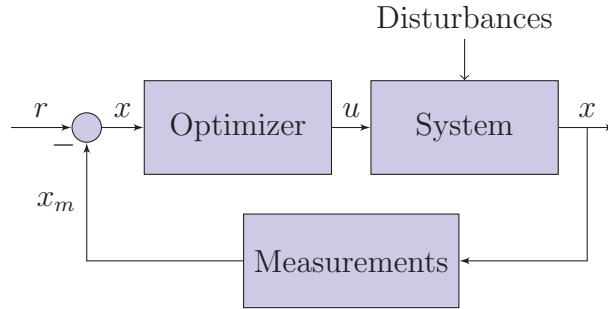 Disturbances
r
x
Optimizer
u
System
x
−
x_m
Measurements